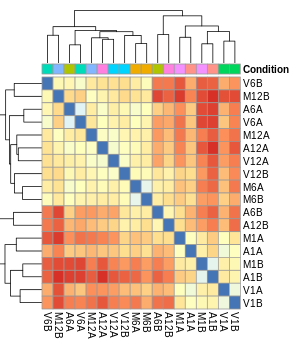 Condition
V6B
M12B
A6A
V6A
M12A
A12A
V12A
V12B
M6A
M6B
A6B
A12B
M1A
A1A
M1B
A1B
V1A
V1B
V6B
M12B
A6A
V6A
M12A
A12A
V12A
V12B
M6A
M6B
A6B
A12B
M1A
A1A
M1B
A1B
V1A
V1B